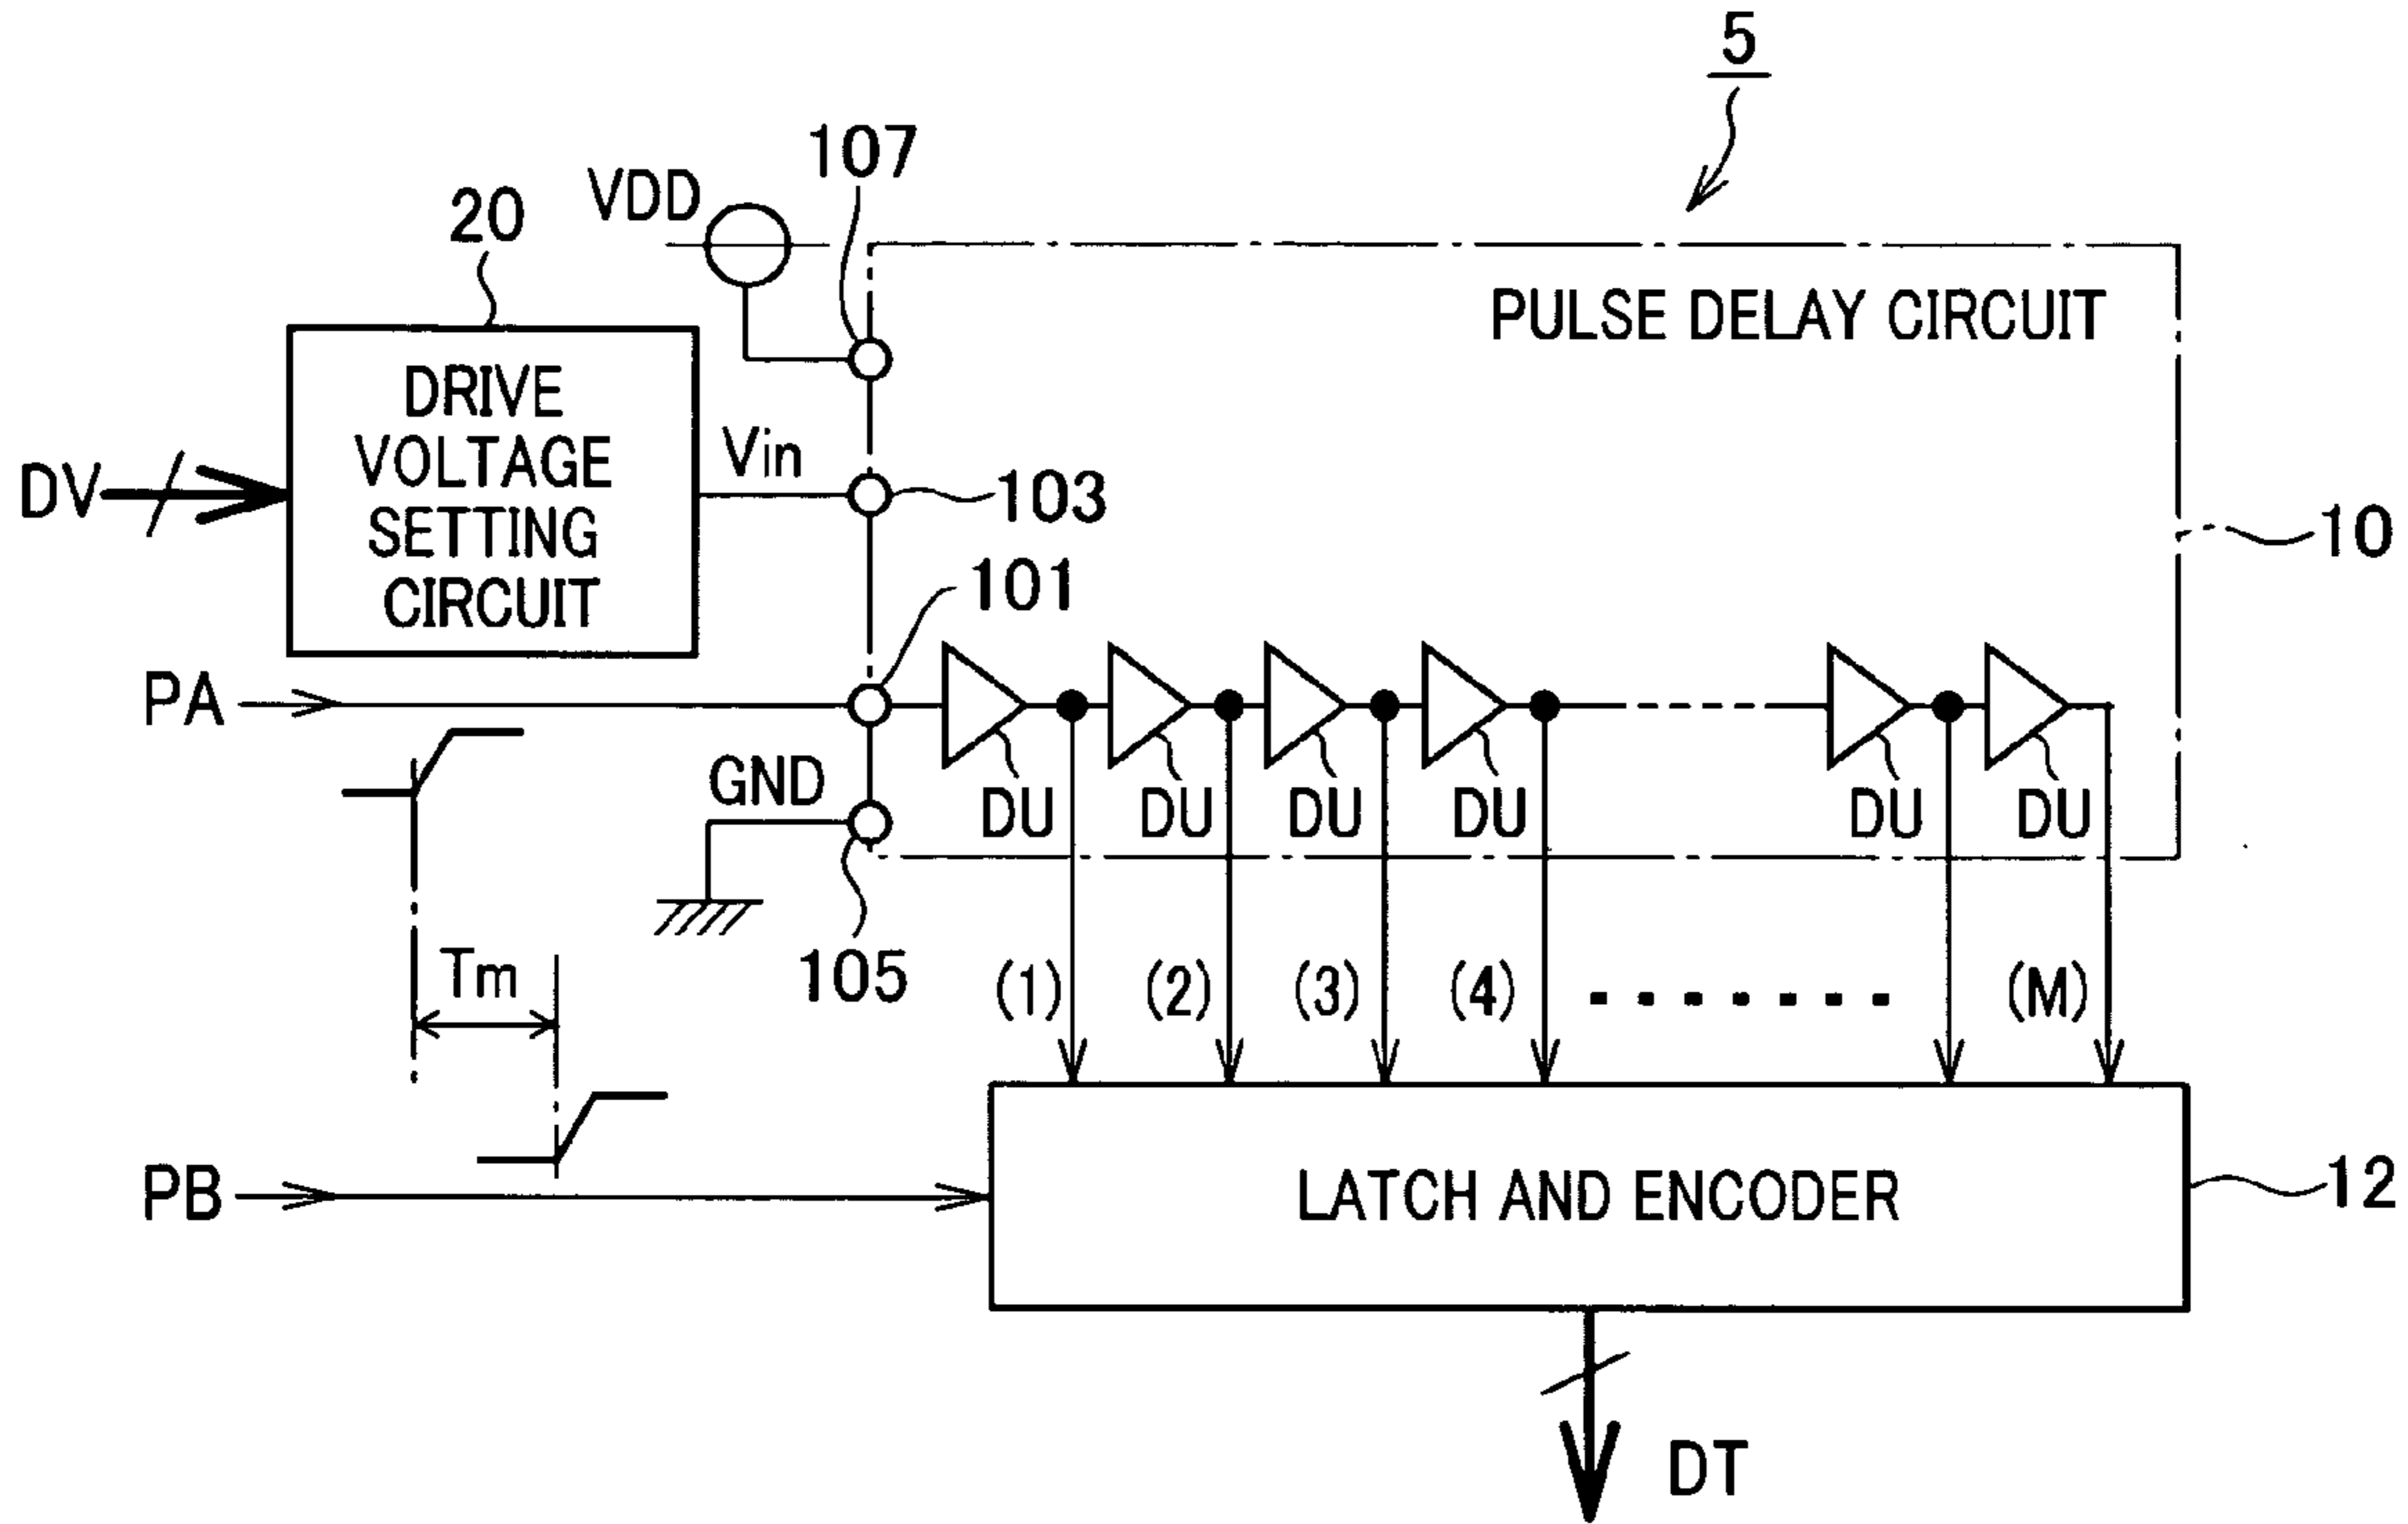 5
107
VDD
20
PULSE DELAY CIRCUIT
DRIVE
VOLTAGE
SETTING
CIRCUIT
Vin
DV
103
10
101
PA
GND
DU
DU
DU
DU
DU
DU
Tm
105
(1)
(2)
(3)
(4)
(M)
PB
LATCH AND ENCODER
12
DT